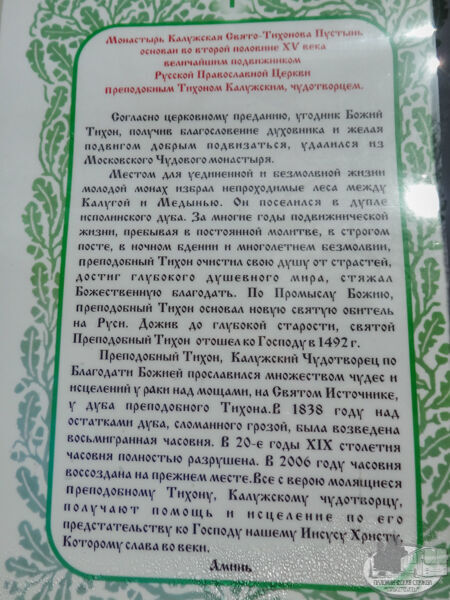 Монастырь Калужская Свято-Тихонова Пустынь
основан во второй половине XV века
величайшим подвижником
Русской Православной Церкви
преподобным Тихоном Калужским, чудотворцем.
Согласно церковному преданию, угодник Божий
Тихон, получив благословение духовника и желая
подвигом добрым подвизаться, удалился из
Московского Чудового монастыря.
Местом для уединенной и безмолвной жизни
молодой монах избрал непроходимые леса между
Калугой и Медынью. Он поселился в дупле
исполинского дуба. За многие годы подвижнической
жизни, пребывая в постоянной молитве, в строгом
посте, в ночном бдении и многолетнем безмолвии,
преподобный Тихон очистил свою душу от страстей,
достиг глубокого душевного мира, стяжал
Божественную благодать. По Промыслу Божию,
преподобный Тихон основал новую святую обитель
на Руси. Дожив до глубокой старости, святой
Преподобный Тихон отошел ко Господу в 1492 г.
Преподобный Тихон, Калужский Чудотворец по
Благодати Божией прославился множеством чудес и
исцелений у раки над мощами, на Святом Источнике,
у дуба преподобного Тихона.В 1838 году над
остатками дуба, сломанного грозой, была возведена
восьмигранная часовня. В 20-е годы XIX столетия
часовня полностью разрушена. В 2006 году часовня
воссоздана на прежнем месте.Все с верою молящиеся
преподобному Тихону, Калужскому чудотворцу,
получают помощь и исцеление по его
предстательству ко Господу нашему Иисусу Христу,
Которому слава во веки.
Аминь